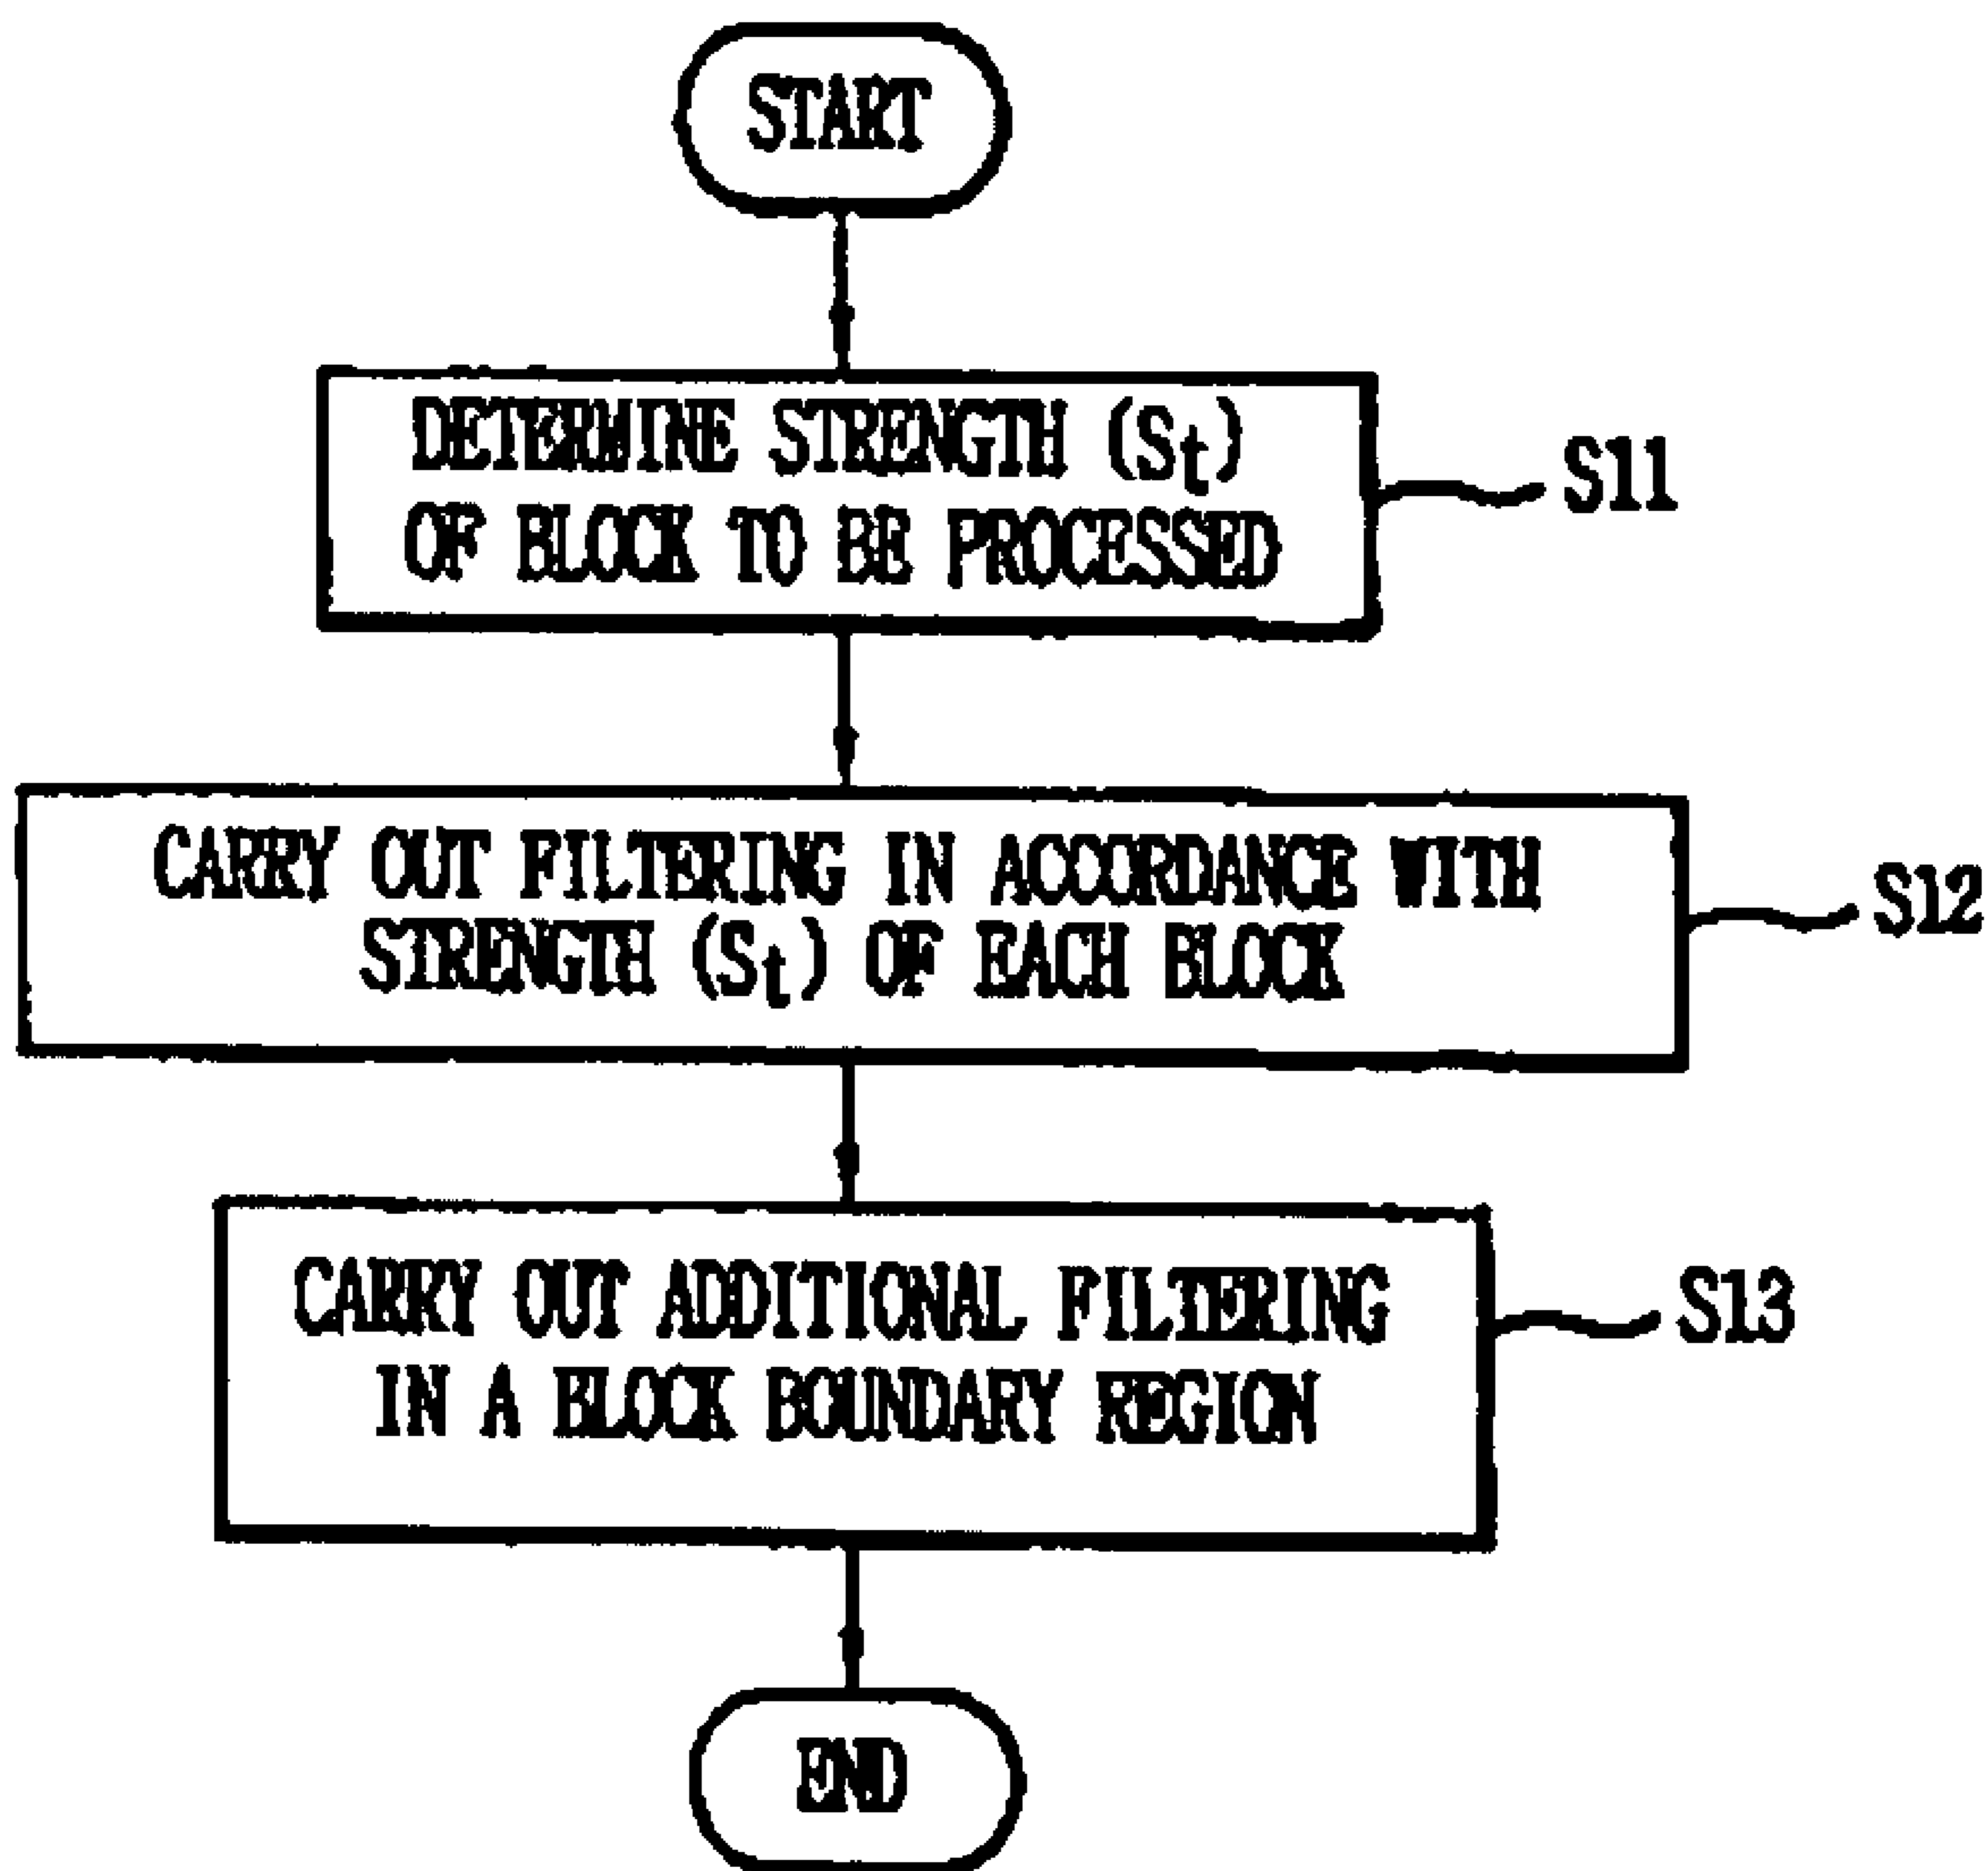 START
DETERMINE STRENGTH (St)
OF BLOCK TO BE PROCESSED
S11
CARRY OUT FILTERING IN ACCORDANCE WITH
STRENGTH (St) OF EACH BLOCK
S12
CARRY OUT ADDITIONAL FILTERING
IN A BLOCK BOUNDARY REGION
S13
END